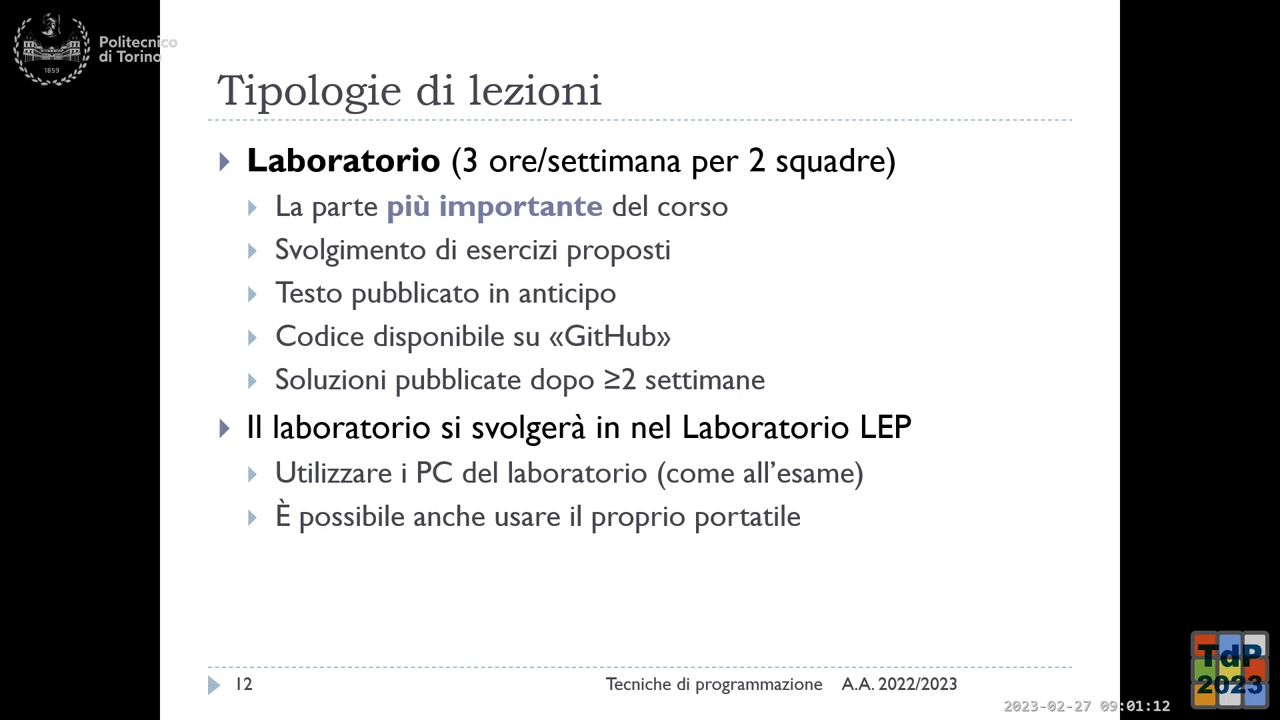 Politecnico
di Torino
1859
Tipologie di lezioni
Laboratorio (3 ore/settimana per 2 squadre)
La parte più importante del corso
Svolgimento di esercizi proposti
Testo pubblicato in anticipo
Codice disponibile su «GitHub»
Soluzioni pubblicate dopo ≥2 settimane
Il laboratorio si svolgerà in nel Laboratorio LEP
Utilizzare i PC del laboratorio (come all’esame)
È possibile anche usare il proprio portatile
12
Tecniche di programmazione A.A. 2022/2023
2023-02-27 09:01:12
TdP
2023